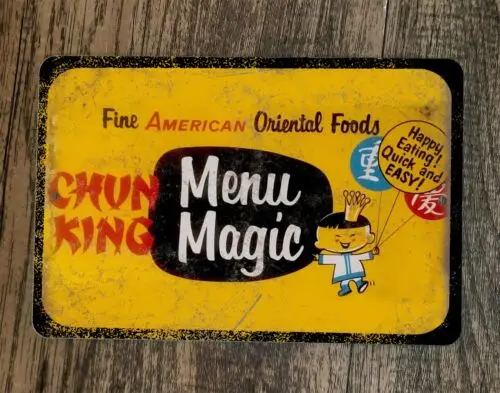 Fine AMERICAN Oriental Foods
Happy
Eating!
Quick and
EASY!
CHUN
KING
Menu
Magic